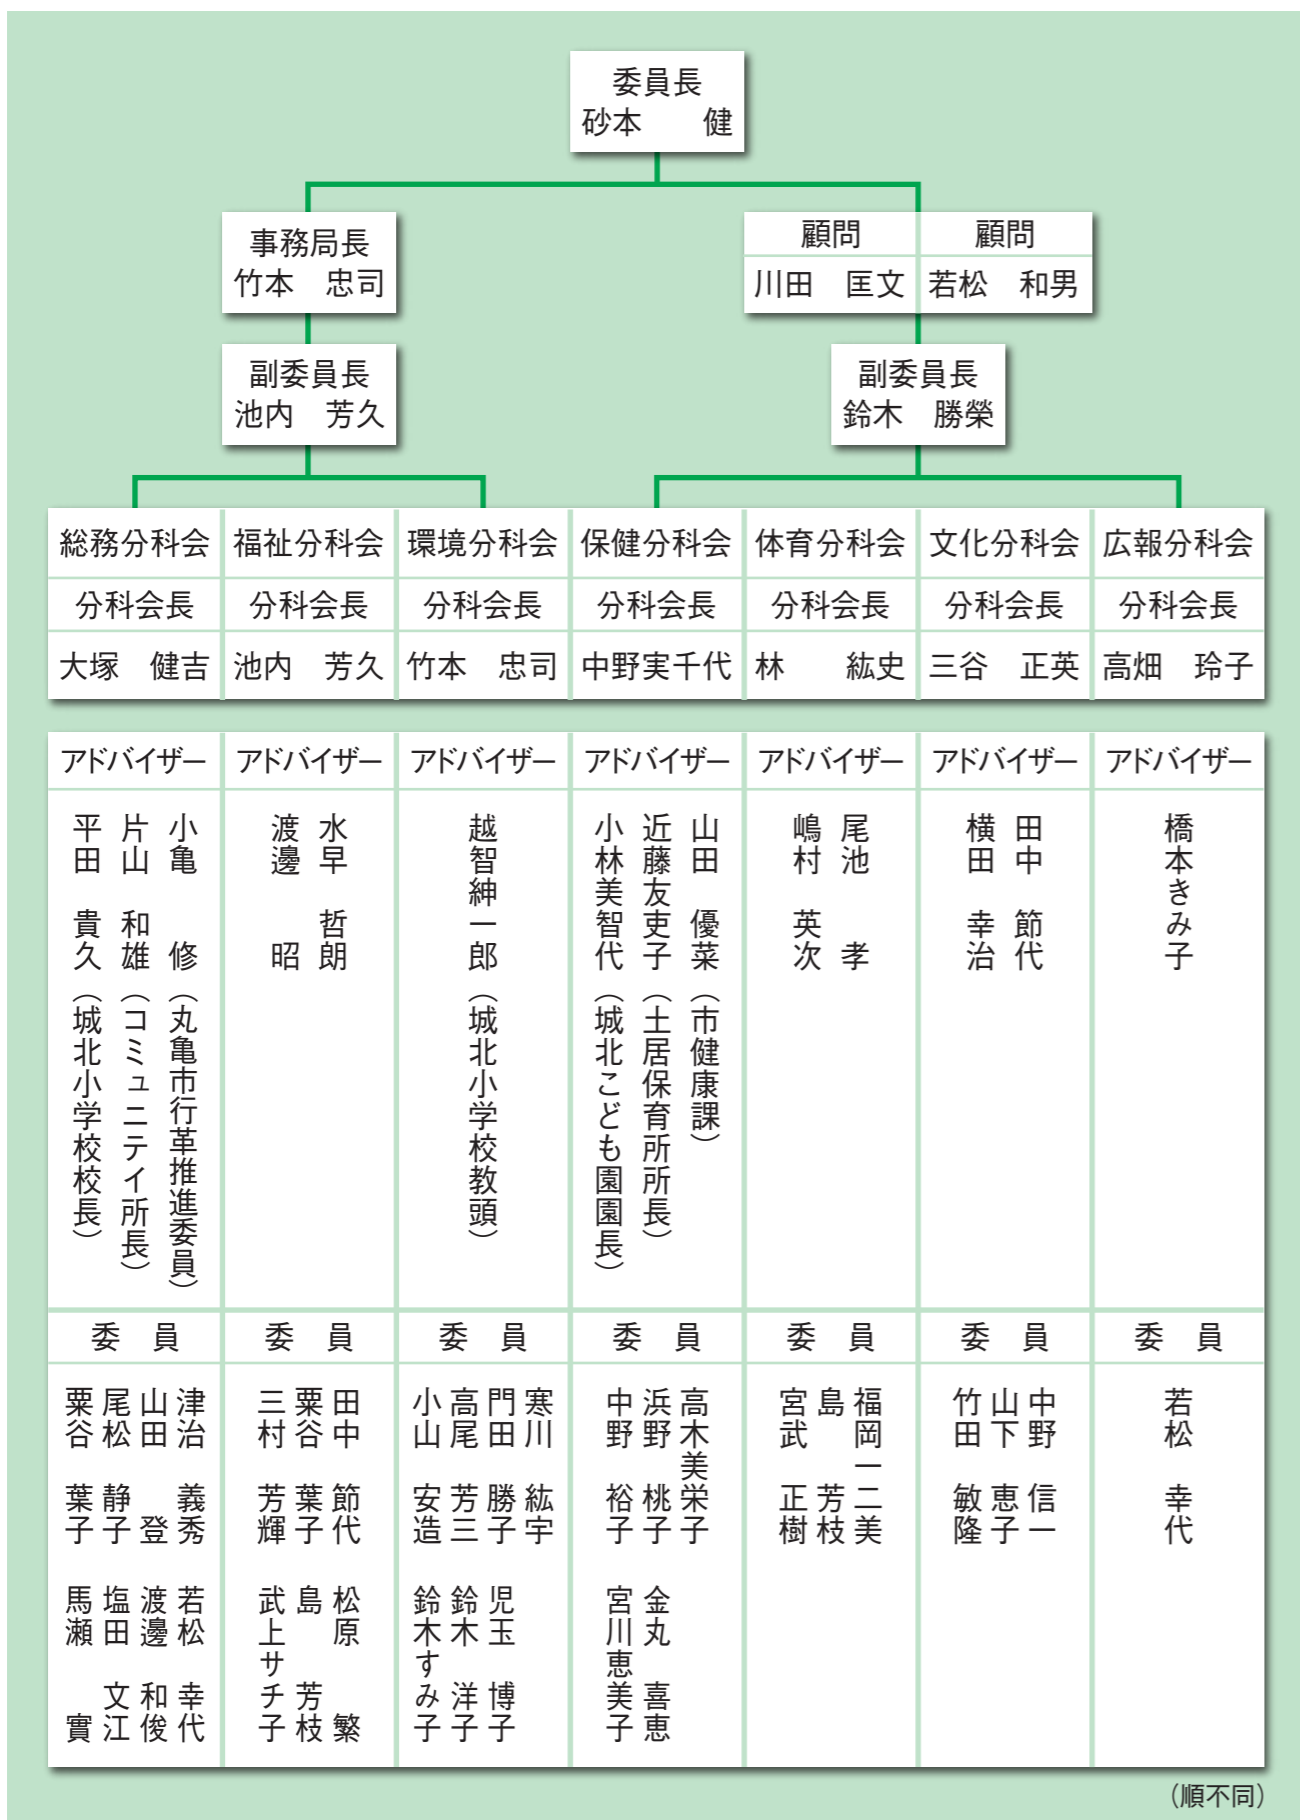 委員長
砂本　　健
事務局長
竹本　忠司
顧問
川田　匡文
顧問
若松　和男
副委員長
池内　芳久
副委員長
鈴木　勝榮
総務分科会
福祉分科会
環境分科会
保健分科会
体育分科会
文化分科会
広報分科会
分科会長
分科会長
分科会長
分科会長
分科会長
分科会長
分科会長
大塚　健吉
池内　芳久
竹本　忠司
中野実千代
林　　紘史
三谷　正英
高畑　玲子
アドバイザー
アドバイザー
アドバイザー
アドバイザー
アドバイザー
アドバイザー
アドバイザー
小亀　　修（丸亀市行革推進委員）
片山　和雄（コミュニテイ所長）
平田　貴久（城北小学校校長）
水早　哲朗
渡邊　　昭
越智紳一郎（城北小学校教頭）
山田　優菜（市健康課）
近藤友吏子（土居保育所所長）
小林美智代（城北こども園園長）
尾池　　孝
嶋村　英次
田中　節代
横田　幸治
橋本きみ子
委　員
委　員
委　員
委　員
委　員
委　員
委　員
津治　義秀
山田　　登
尾松　静子
粟谷　葉子
若松　幸代
渡邊　和俊
塩田　文江
馬瀬　　實
田中　節代
粟谷　葉子
三村　芳輝
松原　　繁
島　　芳枝
武上サチ子
寒川　紘宇
門田　勝子
高尾　芳三
小山　安造
児玉　博子
鈴木　洋子
鈴木すみ子
高木美栄子
浜野　桃子
中野　裕子
金丸　喜恵
宮川恵美子
福岡一二美
島　　芳枝
宮武　正樹
中野　信一
山下　恵子
竹田　敏隆
若松　幸代
（順不同）